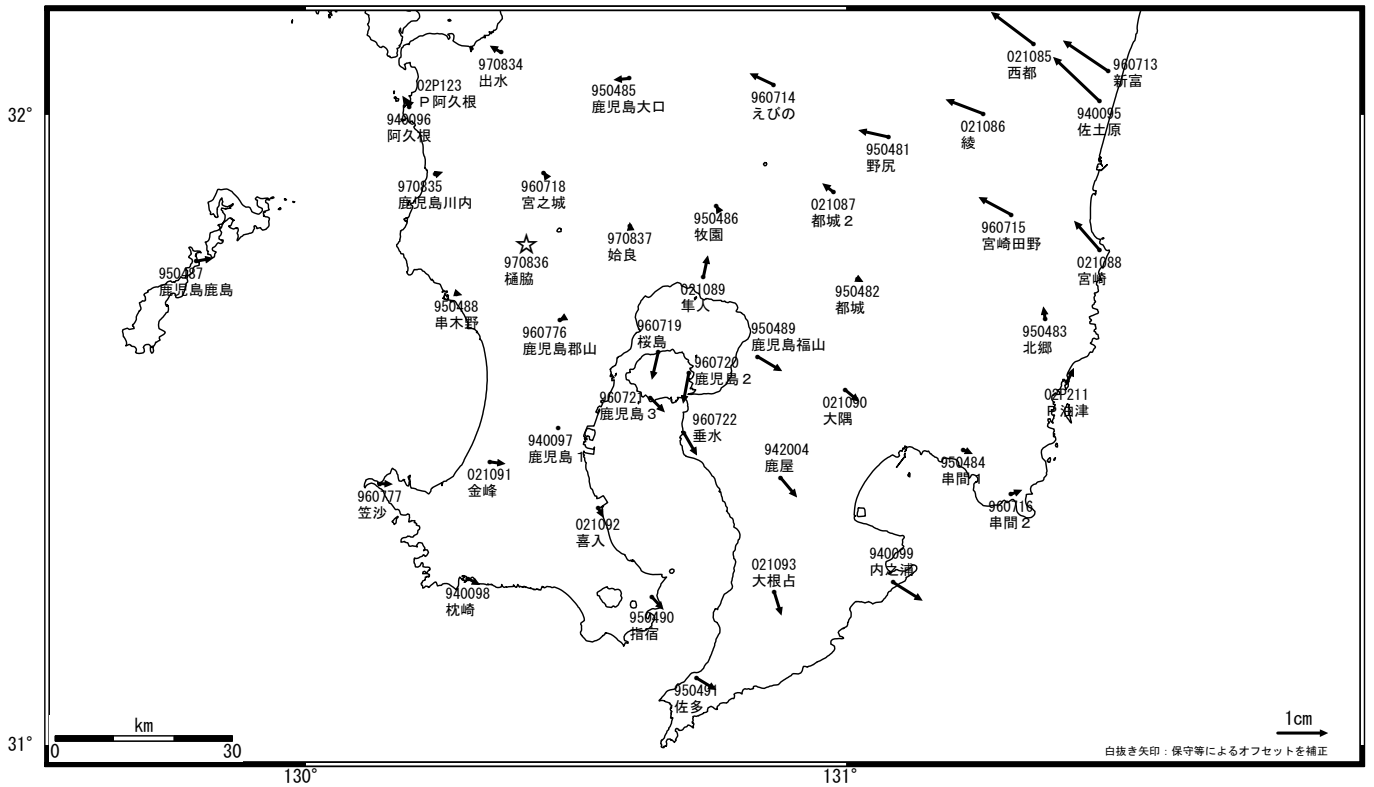 970834
出水
02P123
P阿久根
940096
阿久根
950485
鹿児島大口
960714
えびの
021085
西都
960713
新富
32°
940095
佐土原
021086
綾
950481
野尻
970835
鹿児島川内
960718
宮之城
950486
牧園
021087
都城２
960715
宮崎田野
970837
姶良
970836
樋脇
021088
宮崎
950487
鹿児島鹿島
021089
隼人
950482
都城
950488
串木野
960776
鹿児島郡山
960719
桜島
950489
鹿児島福山
950483
北郷
960720
鹿児島２
960721
鹿児島３
021090
大隅
02P211
P油津
960722
垂水
940097
鹿児島１
942004
鹿屋
950484
串間１
021091
金峰
960777
笠沙
960716
串間２
021092
喜入
940099
内之浦
021093
大根占
940098
枕崎
950490
指宿
950491
佐多
km
0 30
1cm
31°
白抜き矢印：保守等によるオフセットを補正
130° 131°